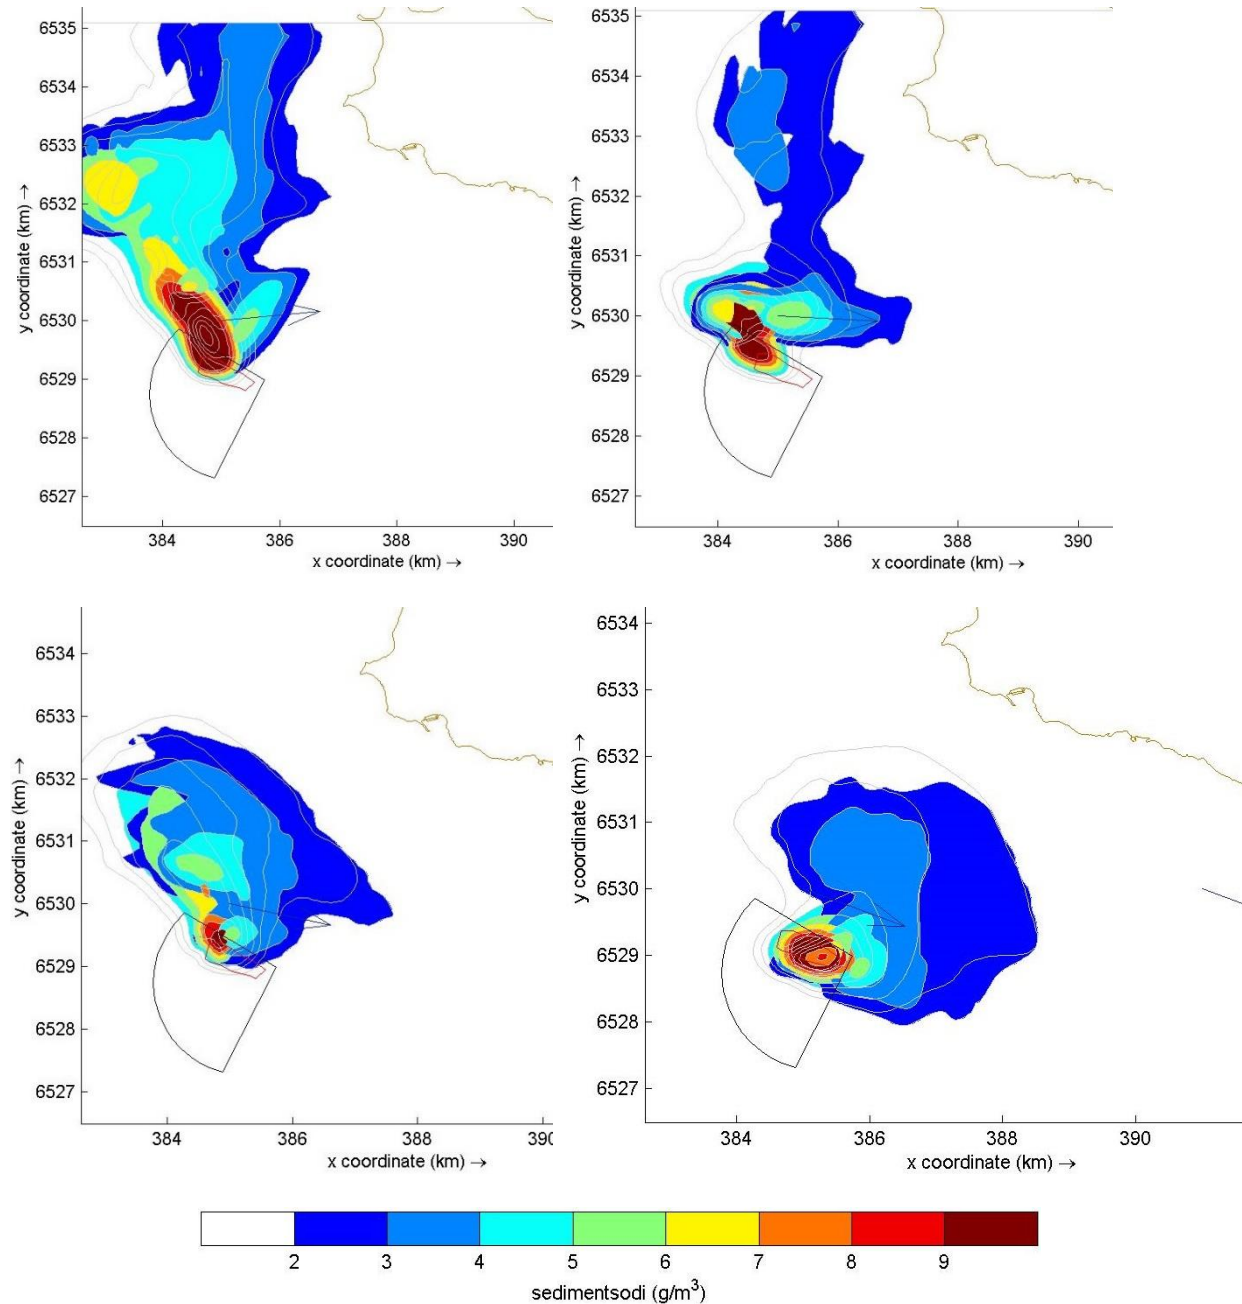 6535
6534
6533
6532
6531
6530
6529
6528
6527
y coordinate (km) →
384 386 388 390
x coordinate (km) →
6535
6534
6533
6532
6531
6530
6529
6528
6527
y coordinate (km) →
384 386 388 390
x coordinate (km) →
6534
6533
6532
6531
6530
6529
6528
6527
y coordinate (km) →
384 386 388 390
x coordinate (km) →
6534
6533
6532
6531
6530
6529
6528
6527
y coordinate (km) →
384 386 388 390
x coordinate (km) →
2 3 4 5 6 7 8 9
sedimentsodi (g/m³)